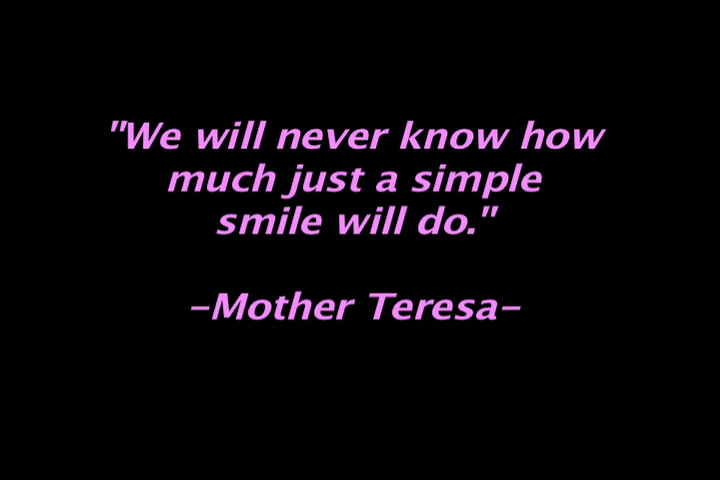 "We will never know how
much just a simple
smile will do."
-Mother Teresa-